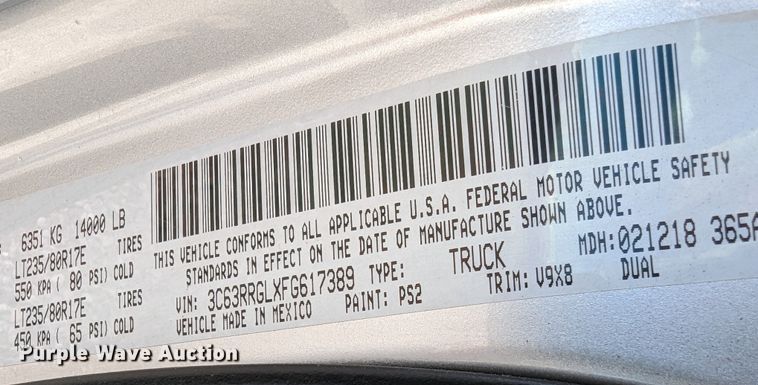 6351 KG 14000 LB
LT235/80R17E TIRES
550 KPA ( 80 PSI) COLD
LT235/80R17E TIRES
450 KPA ( 65 PSI) COLD
THIS VEHICLE CONFORMS TO ALL APPLICABLE U.S.A. FEDERAL MOTOR VEHICLE SAFETY
STANDARDS IN EFFECT ON THE DATE OF MANUFACTURE SHOWN ABOVE.
MDH: 021218 365A
VIN: 3C63RRGLXFG617389 TYPE: TRUCK DUAL
VEHICLE MADE IN MEXICO PAINT: PS2 TRIM: V9X8
Purple Wave Auction